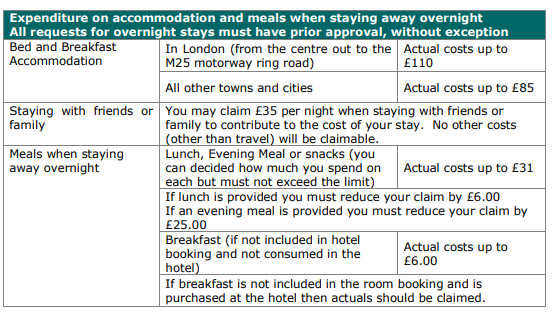 Expenditure on accommodation and meals when staying away overnight
All requests for overnight stays must have prior approval, without exception
Bed and Breakfast
Accommodation
In London (from the centre out to the
M25 motorway ring road)
Actual costs up to
£110
All other towns and cities
Actual costs up to £85
Staying with friends or
family
You may claim £35 per night when staying with friends or
family to contribute to the cost of your stay. No other costs
(other than travel) will be claimable.
Meals when staying
away overnight
Lunch, Evening Meal or snacks (you
can decided how much you spend on
each but must not exceed the limit)
Actual costs up to £31
If lunch is provided you must reduce your claim by £6.00
If an evening meal is provided you must reduce your claim by
£25.00
Breakfast (if not included in hotel
booking and not consumed in the
hotel)
Actual costs up to
£6.00
If breakfast is not included in the room booking and is
purchased at the hotel then actuals should be claimed.